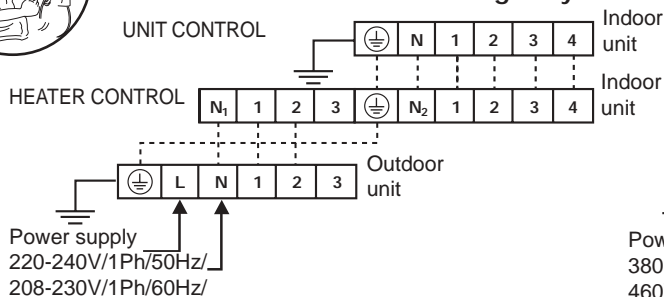 UNIT CONTROL
Indoor
unit
N 1 2 3 4
HEATER CONTROL
Indoor
unit
N₁ 1 2 3 N₂ 1 2 3 4
Outdoor
unit
L N 1 2 3
Power supply
220-240V/1Ph/50Hz/
208-230V/1Ph/60Hz/
Pow
380
460